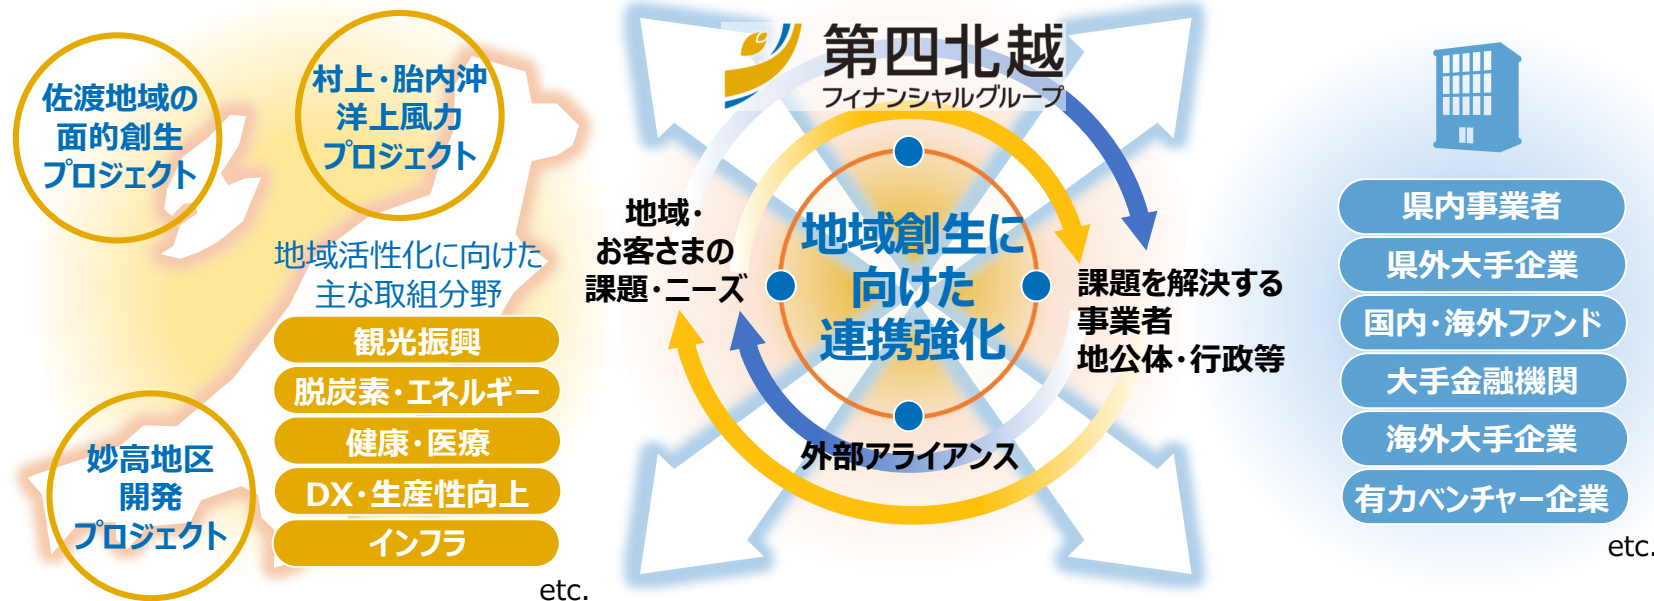 佐渡地域の
面的創生
プロジェクト
村上・胎内沖
洋上風力
プロジェクト
妙高地区
開発
プロジェクト
地域活性化に向けた
主な取組分野
観光振興
脱炭素・エネルギー
健康・医療
DX・生産性向上
インフラ
etc.
第四北越
フィナンシャルグループ
地域・
お客さまの
課題・ニーズ
地域創生に
向けた
連携強化
課題を解決する
事業者
地公体・行政等
外部アライアンス
県内事業者
県外大手企業
国内・海外ファンド
大手金融機関
海外大手企業
有力ベンチャー企業
etc.